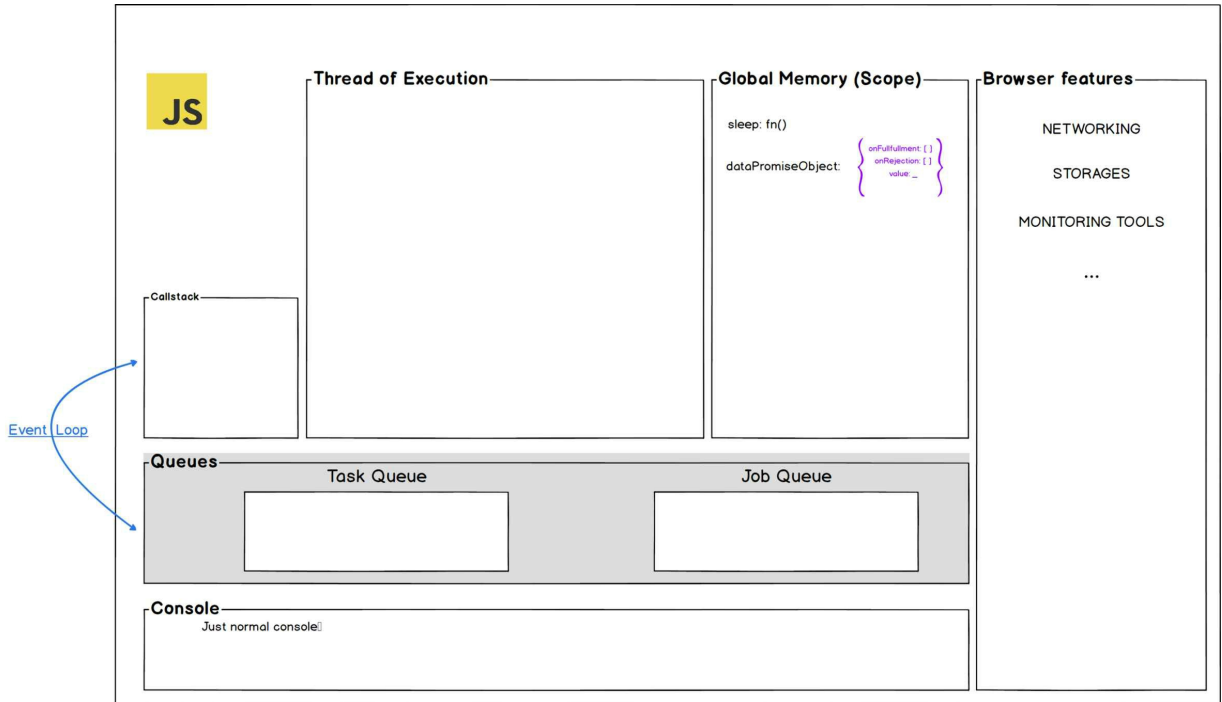 JS
Thread of Execution
Global Memory (Scope)
sleep: fn()
dataPromiseObject:
onFullfullment: [ ]
onRejection: [ ]
value: _
Browser features
NETWORKING
STORAGES
MONITORING TOOLS
...
Callstack
Event Loop
Queues
Task Queue
Job Queue
Console
Just normal console▯